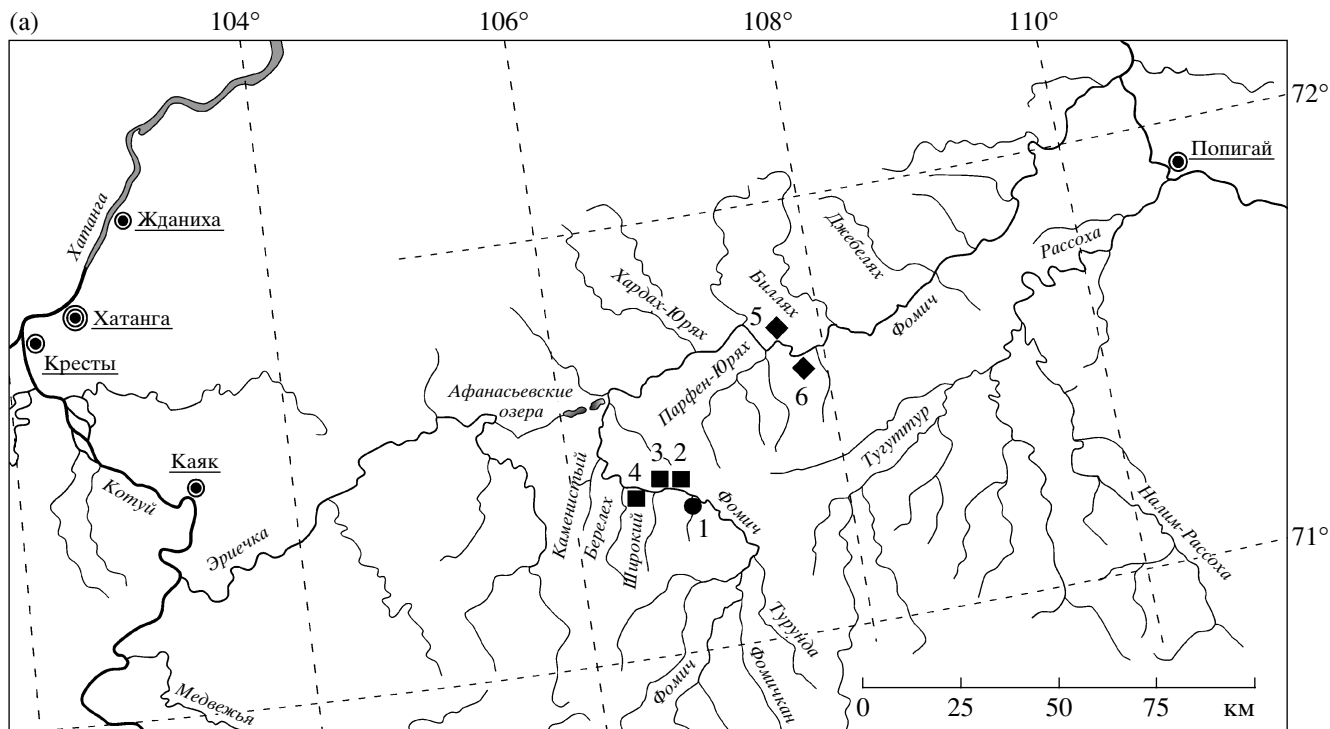 (а)
104°
106°
108°
110°
72°
Попигай
Хатанга
Жданиха
Рассоха
Джебелях
Биллях
Хардах-Юрях
Фомич
5
Хатанга
Кресты
6
Парфен-Юрях
Афанасьевские
озера
Тугуттур
Каяк
Котуй
3
2
4
1
Фомич
Каменистый
Берелех
Широкий
Налим-Рассоха
71°
Эриечка
Турунда
Фомич
Фомичкан
Медвежья
0
25
50
75
км